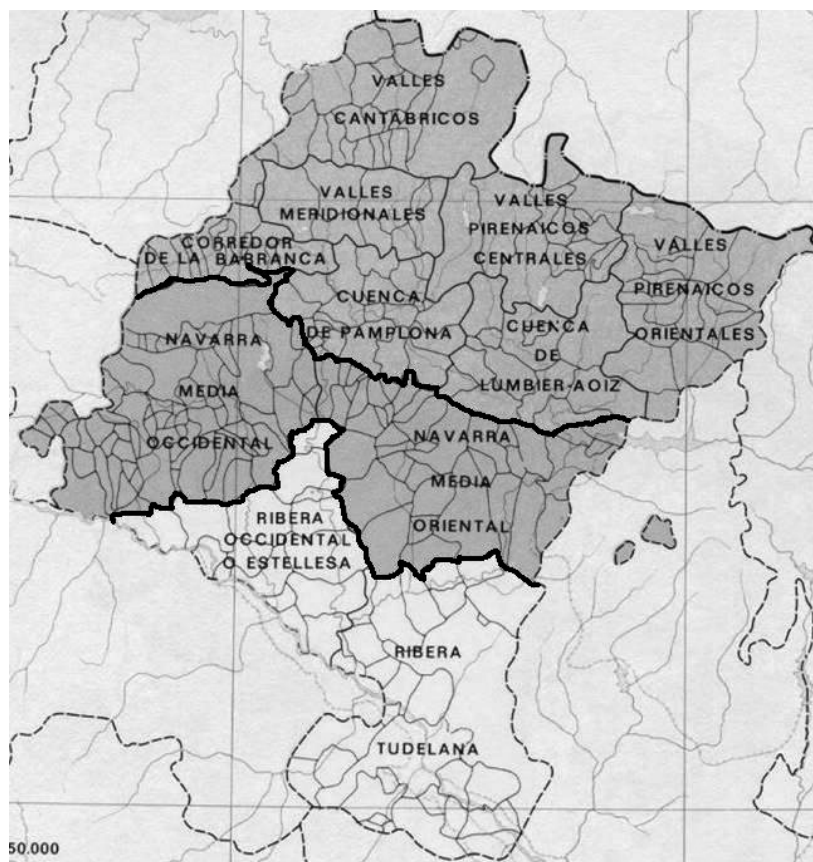 VALLES
CANTÁBRICOS
VALLES
MERIDIONALES
VALLES
PIRENAICOS
CENTRALES
CORREDOR
DE LA BARRANCA
VALLES
PIRENAICOS
ORIENTALES
CUENCA
DE PAMPLONA
CUENCA
DE
LUMBIER-AOIZ
NAVARRA
MEDIA
OCCIDENTAL
NAVARRA
MEDIA
ORIENTAL
RIBERA
OCCIDENTAL
O ESTELLESA
RIBERA
TUDELANA
50.000